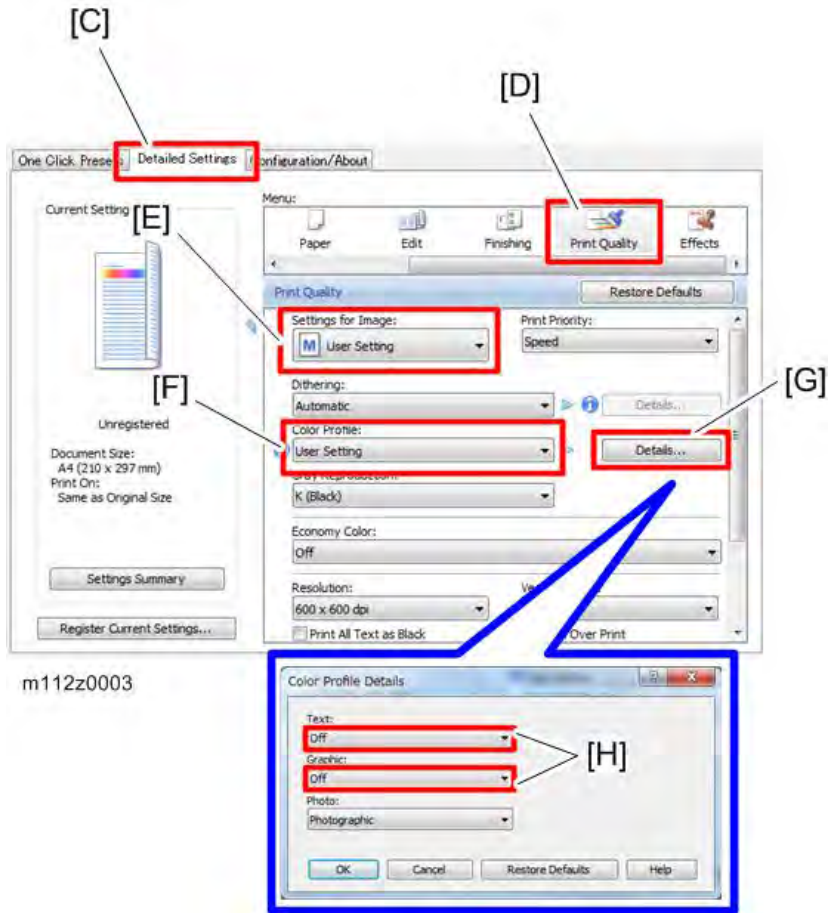 [C]
[D]
One Click Prese Detailed Settings onfiguration/About
Current Setting
[E]
Menu:
Paper Edit Finishing Print Quality Effects
Print Quality Restore Defaults
Settings for Image: Print Priority:
M User Setting Speed
[F]
[G]
Dithering:
Automatic Details...
Unregistered
Color Profile:
User Setting Details...
Document Size:
A4 (210 x 297 mm)
Print On:
Same as Original Size
Gray Reproduction:
K (Black)
Economy Color:
Off
Settings Summary
Resolution: Ve
600 x 600 dpi
Register Current Settings...
Print All Text as Black Over Print
m112z0003
Color Profile Details
Text:
Off
[H]
Graphic:
Off
Photo:
Photographic
OK Cancel Restore Defaults Help